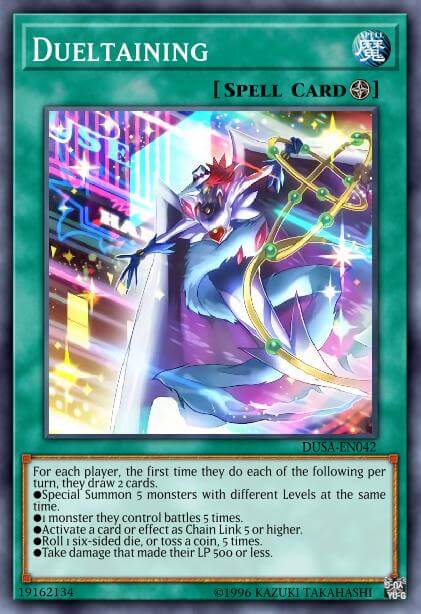 DUELTAINING
SPELL
魔
[SPELL CARD]
JSE
HA
DUSA-EN042
For each player, the first time they do each of the following per
turn, they draw 2 cards.
●Special Summon 5 monsters with different Levels at the same
time.
●1 monster they control battles 5 times.
●Activate a card or effect as Chain Link 5 or higher.
●Roll 1 six-sided die, or toss a coin, 5 times.
●Take damage that made their LP 500 or less.
19162134
©1996 KAZUKI TAKAHASHI